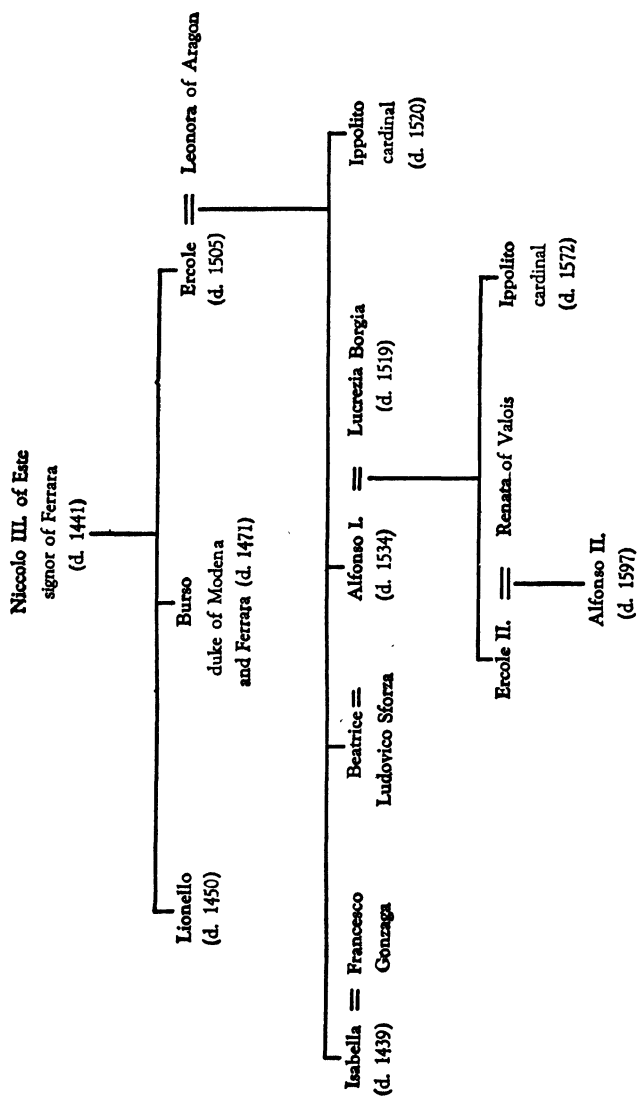 Niccolo III. of Este
signor of Ferrara
(d. 1441)
Lionello
(d. 1450)
Burso
duke of Modena
and Ferrara (d. 1471)
Ercole = Leonora of Aragon
(d. 1505)
Isabella = Francesco
(d. 1439) Gonzaga
Beatrice =
Ludovico Sforza
Alfonso I. = Lucrezia Borgia
(d. 1534) (d. 1519)
Ippolito
cardinal
(d. 1520)
Ercole II. = Renata of Valois
Ippolito
cardinal
(d. 1572)
Alfonso II.
(d. 1597)